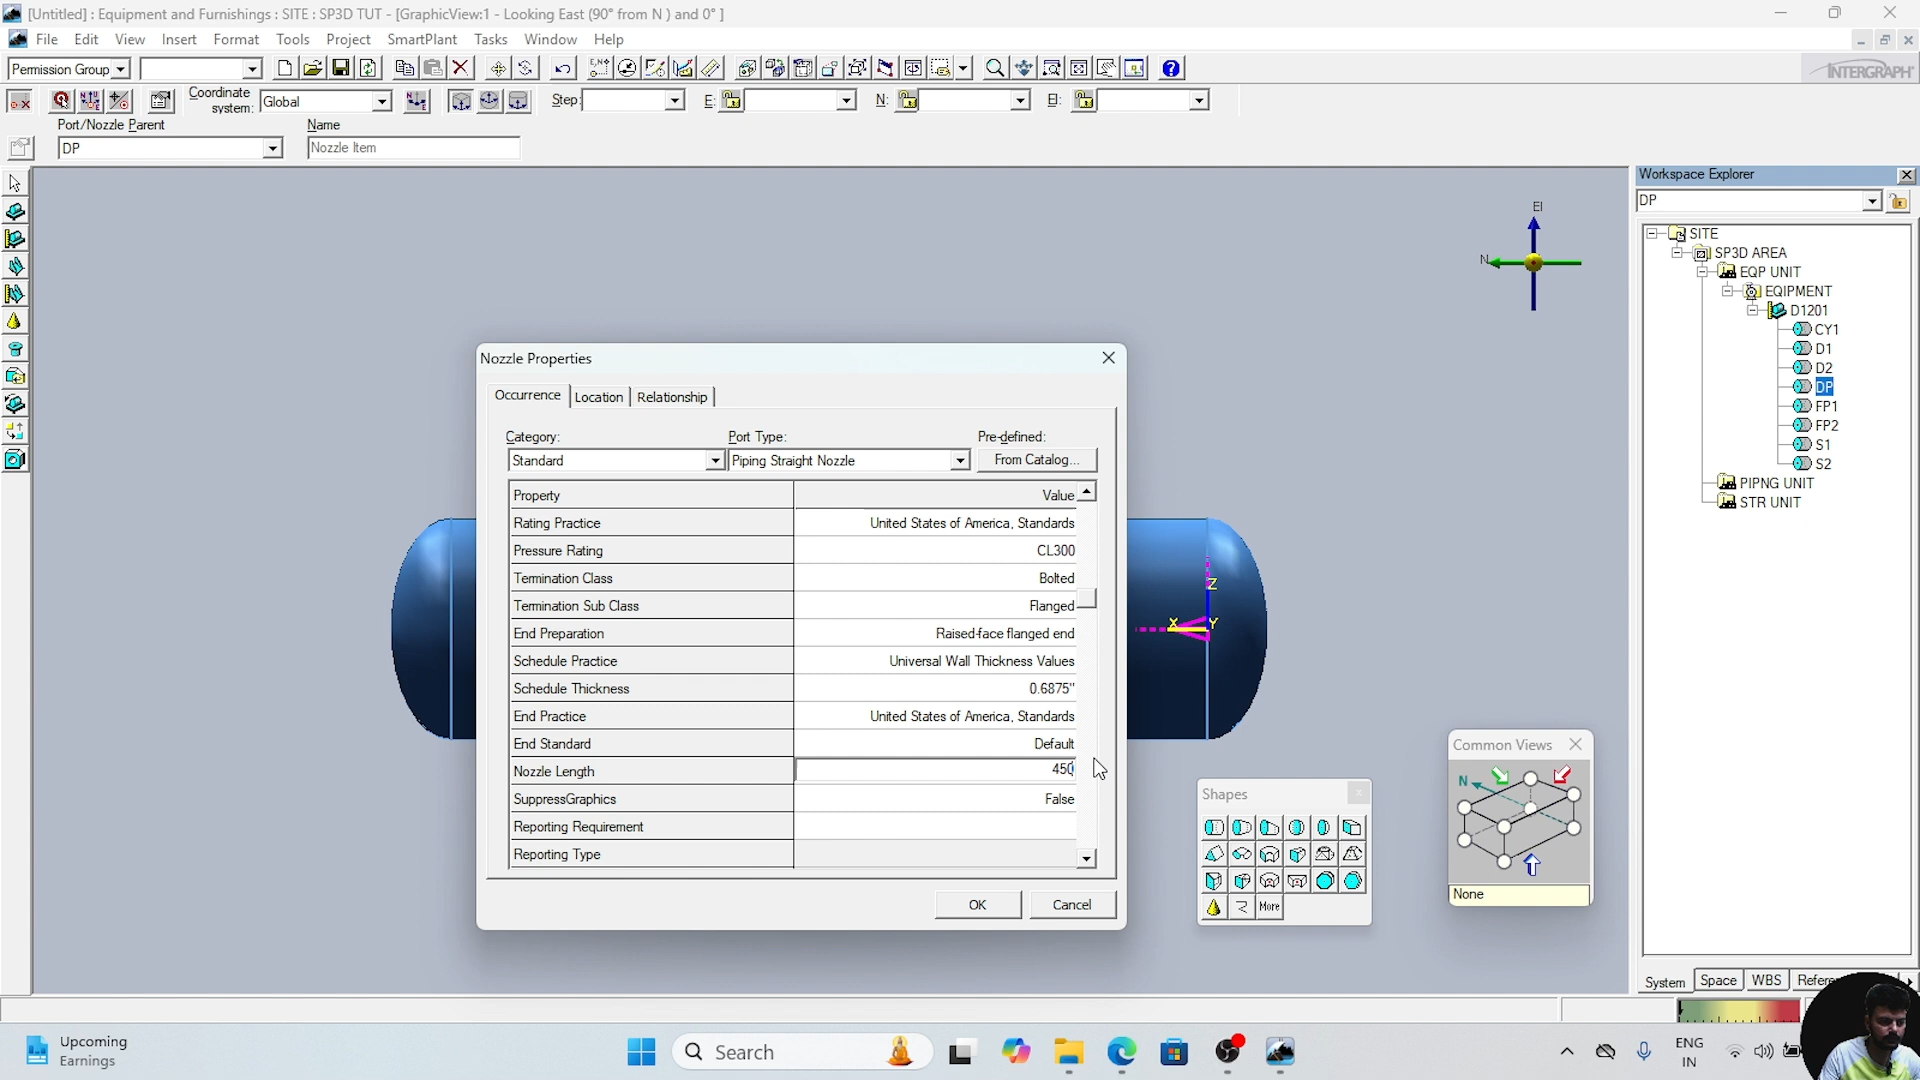 [Untitled] : Equipment and Furnishings : SITE : SP3D TUT - [GraphicView:1 - Looking East (90° from N ) and 0° ]
File Edit View Insert Format Tools Project SmartPlant Tasks Window Help
Permission Group
INTERGRAPH
Coordinate system: Global Step: E: N: El:
Port/Nozzle Parent Name
DP Nozzle Item
Workspace Explorer
DP
SITE
SP3D AREA
EQP UNIT
EQIPMENT
D1201
CY1
D1
D2
DP
FP1
FP2
S1
S2
PIPNG UNIT
STR UNIT
El
N
Nozzle Properties
Occurrence Location Relationship
Category: Port Type: Pre-defined:
Standard Piping Straight Nozzle From Catalog...
Property Value
Rating Practice United States of America, Standards
Pressure Rating CL300
Termination Class Bolted
Termination Sub Class Flanged
End Preparation Raised-face flanged end
Schedule Practice Universal Wall Thickness Values
Schedule Thickness 0.6875"
End Practice United States of America, Standards
End Standard Default
Nozzle Length 450
SuppressGraphics False
Reporting Requirement
Reporting Type
OK Cancel
Z
X Y
Shapes
More
Common Views
N
None
System Space WBS
Upcoming
Earnings
Search
ENG
IN